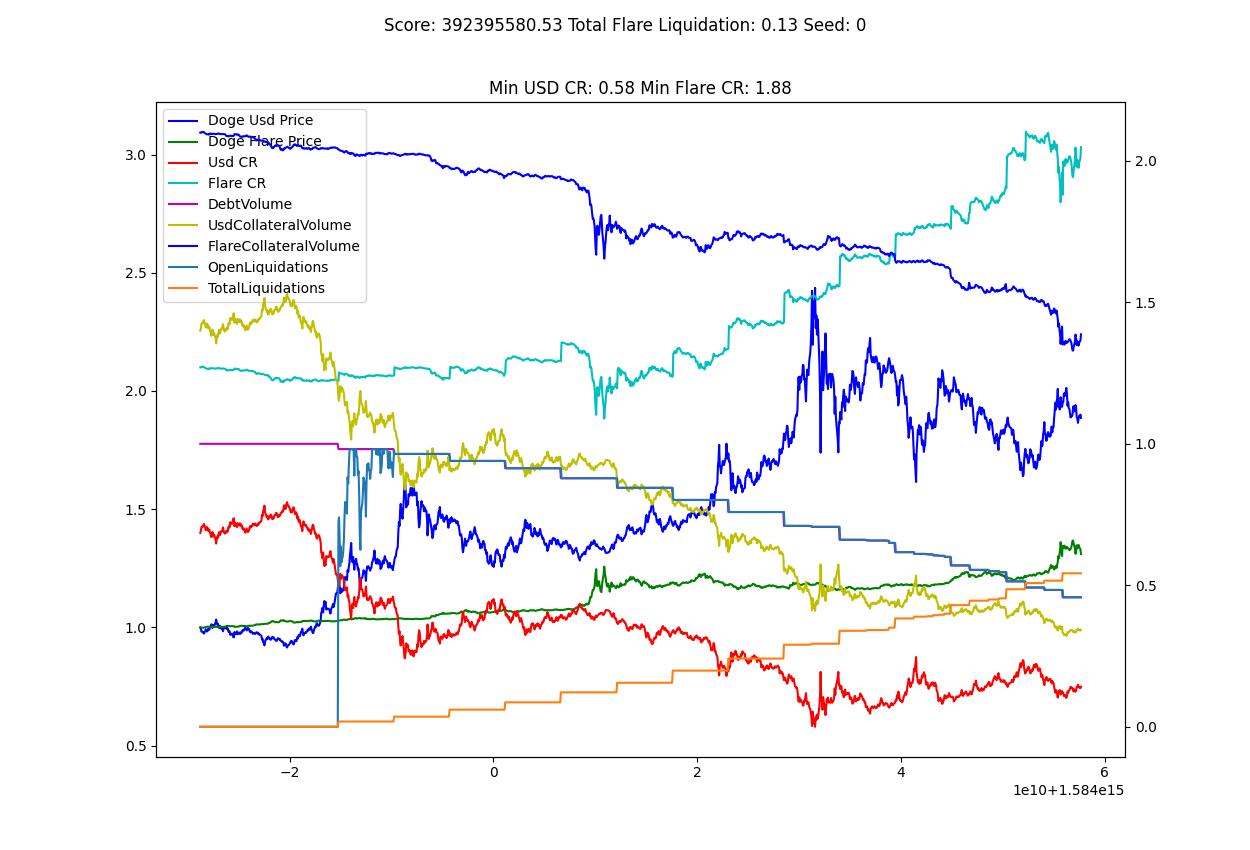 Score: 392395580.53 Total Flare Liquidation: 0.13 Seed: 0
Min USD CR: 0.58 Min Flare CR: 1.88
Doge Usd Price
Doge Flare Price
Usd CR
Flare CR
DebtVolume
UsdCollateralVolume
FlareCollateralVolume
OpenLiquidations
TotalLiquidations
3.0
2.5
2.0
1.5
1.0
0.5
2.0
1.5
1.0
0.5
0.0
−2 0 2 4 6
1e10+1.584e15